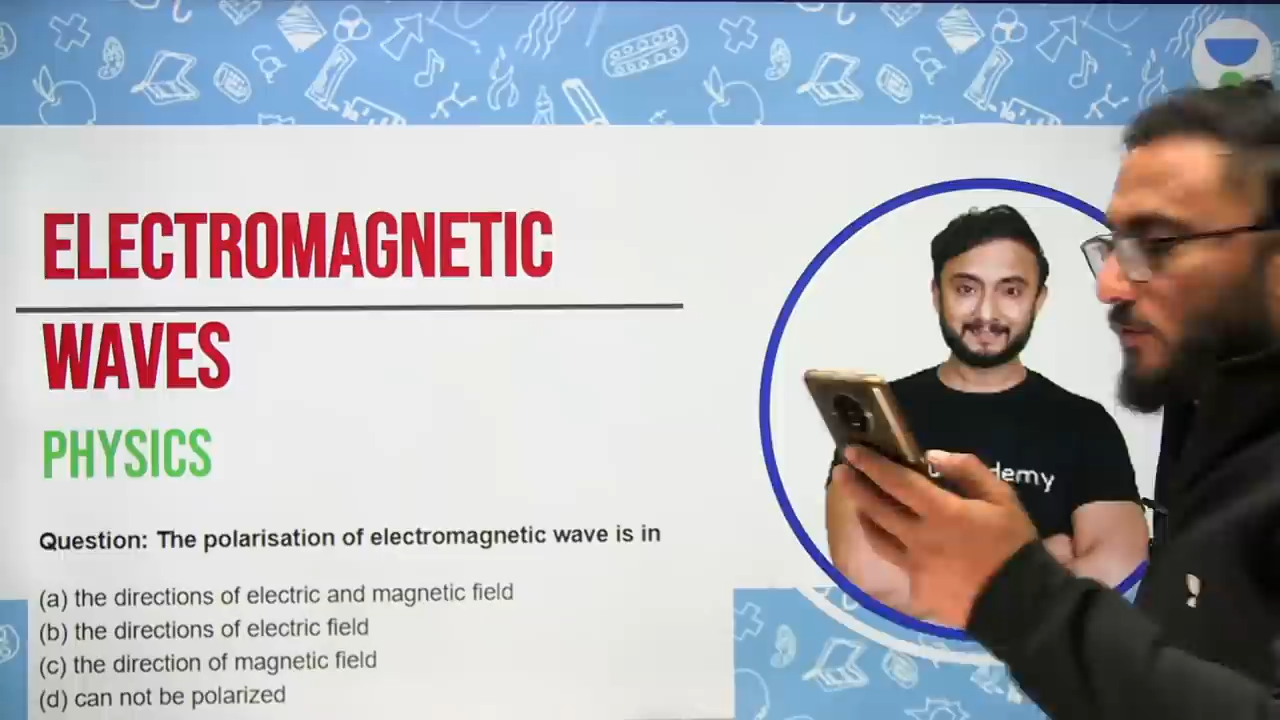 ELECTROMAGNETIC
WAVES
PHYSICS
Question: The polarisation of electromagnetic wave is in
(a) the directions of electric and magnetic field
(b) the directions of electric field
(c) the direction of magnetic field
(d) can not be polarized